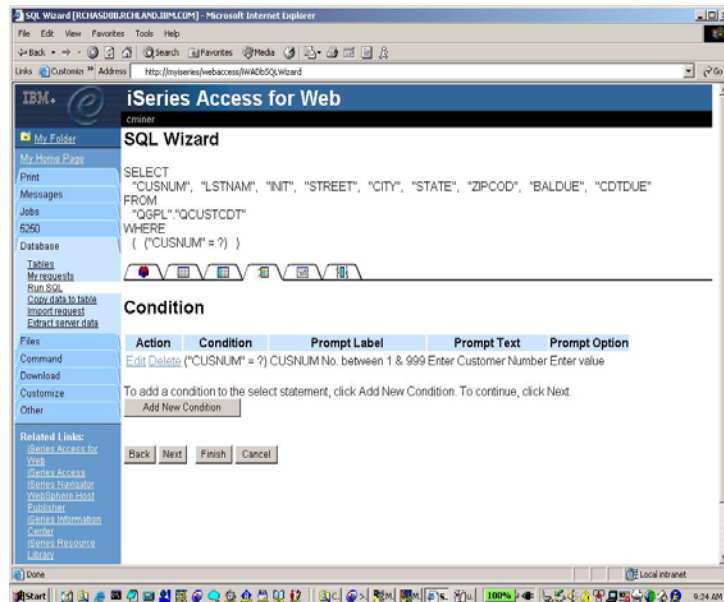 SQL Wizard [RCHASD0B.RCHLAND.IBM.COM] - Microsoft Internet Explorer
File Edit View Favorites Tools Help
Back Search Favorites Media
Links Customize Address http://myiseries/webaccess/iWADbSQLWizard Go
IBM.
iSeries Access for Web
cminer
My Folder
My Home Page
Print
Messages
Jobs
5250
Database
Tables
My requests
Run SQL
Copy data to table
Import request
Extract server data
Files
Command
Download
Customize
Other
Related Links:
iSeries Access for
Web
iSeries Access
iSeries Navigator
WebSphere Host
Publisher
iSeries Information
Center
iSeries Resource
Library
SQL Wizard
SELECT
"CUSNUM", "LSTNAM", "INIT", "STREET", "CITY", "STATE", "ZIPCOD", "BALDUE", "CDTDUE"
FROM
"QGPL"."QCUSTCDT"
WHERE
( ("CUSNUM" = ?) )
Condition
Action Condition Prompt Label Prompt Text Prompt Option
Edit Delete ("CUSNUM" = ?) CUSNUM No. between 1 & 999 Enter Customer Number Enter value
To add a condition to the select statement, click Add New Condition. To continue, click Next.
Add New Condition
Back Next Finish Cancel
Done Local intranet
Start 100% 9:24 AM